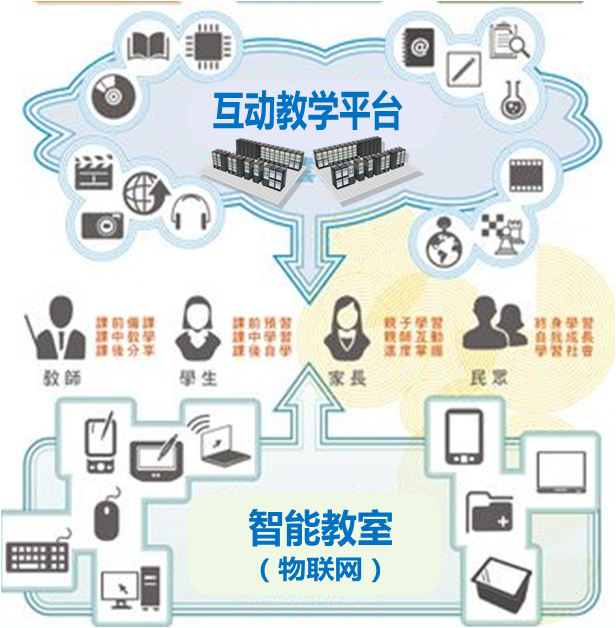 互动教学平台
課前備課
課中教學
課後分享
教師
課前預習
課中學習
課後自學
學生
親子學習
親師互動
進度掌握
家長
終身學習
自我成長
學習社會
民眾
智能教室
（物联网）